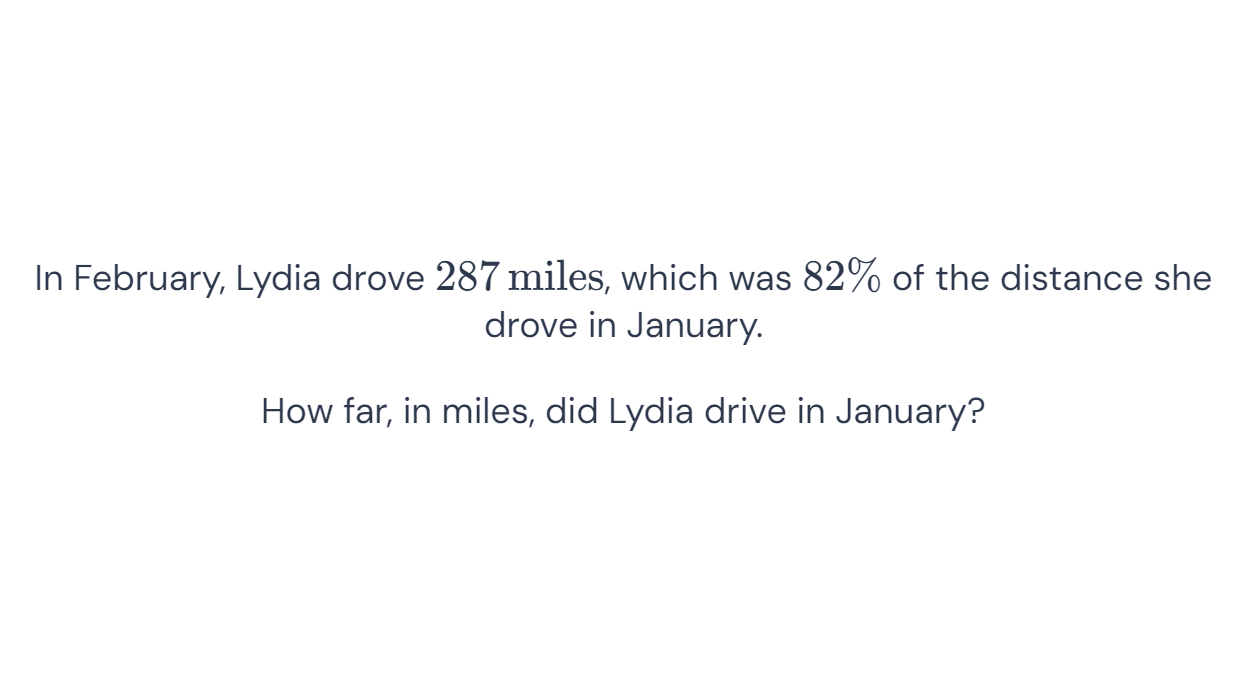 In February, Lydia drove 287 miles, which was 82% of the distance she
drove in January.
How far, in miles, did Lydia drive in January?